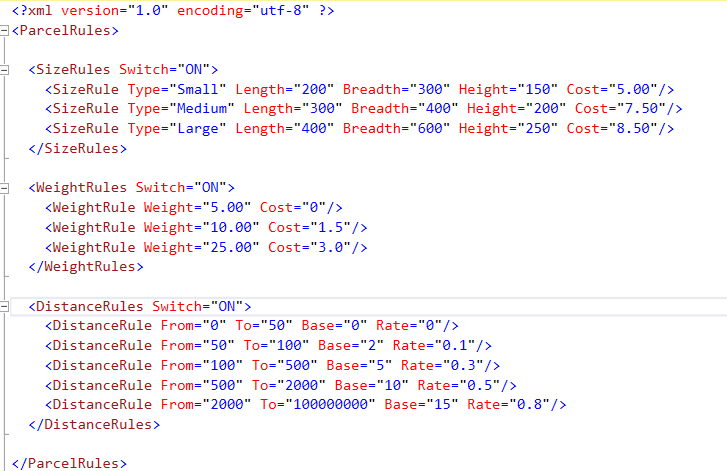 <?xml version="1.0" encoding="utf-8" ?>
<ParcelRules>
<SizeRules Switch="ON">
<SizeRule Type="Small" Length="200" Breadth="300" Height="150" Cost="5.00"/>
<SizeRule Type="Medium" Length="300" Breadth="400" Height="200" Cost="7.50"/>
<SizeRule Type="Large" Length="400" Breadth="600" Height="250" Cost="8.50"/>
</SizeRules>
<WeightRules Switch="ON">
<WeightRule Weight="5.00" Cost="0"/>
<WeightRule Weight="10.00" Cost="1.5"/>
<WeightRule Weight="25.00" Cost="3.0"/>
</WeightRules>
<DistanceRules Switch="ON">
<DistanceRule From="0" To="50" Base="0" Rate="0"/>
<DistanceRule From="50" To="100" Base="2" Rate="0.1"/>
<DistanceRule From="100" To="500" Base="5" Rate="0.3"/>
<DistanceRule From="500" To="2000" Base="10" Rate="0.5"/>
<DistanceRule From="2000" To="100000000" Base="15" Rate="0.8"/>
</DistanceRules>
</ParcelRules>